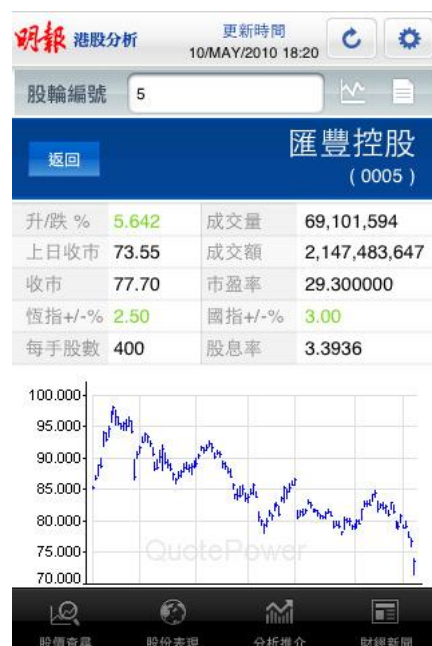 明報 港股分析
更新時間
10/MAY/2010 18:20
股輪編號 5
返回
匯豐控股
( 0005 )
升/跌 % 5.642 成交量 69,101,594
上日收市 73.55 成交額 2,147,483,647
收市 77.70 市盈率 29.300000
恆指+/-% 2.50 國指+/-% 3.00
每手股數 400 股息率 3.3936
100.000
95.000
90.000
85.000
80.000
75.000
70.000
QuotePower
股價查尋 股份表現 分析推介 財經新聞